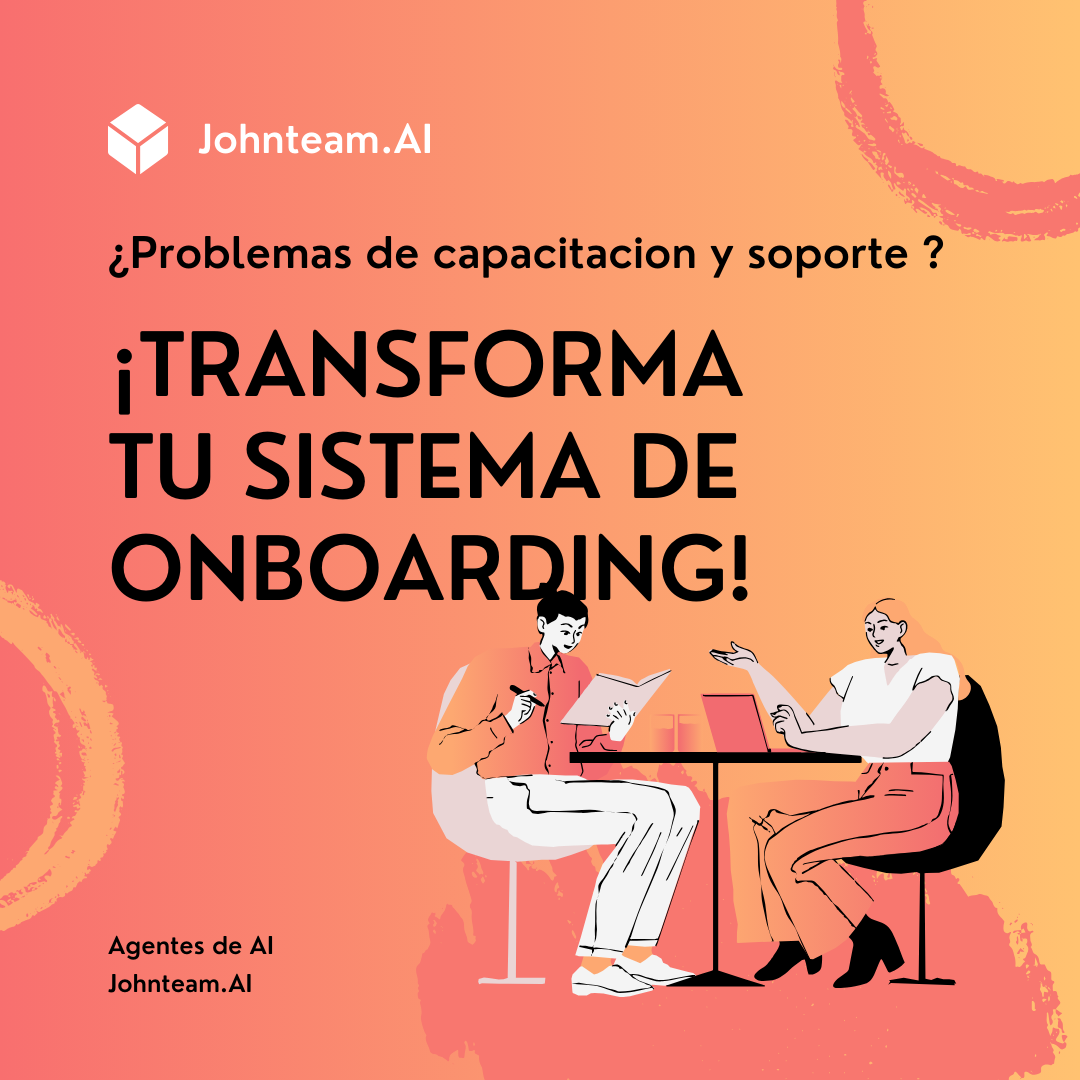 Johnteam.AI
¿Problemas de capacitacion y soporte ?
¡TRANSFORMA
TU SISTEMA DE
ONBOARDING!
Agentes de AI
Johnteam.AI